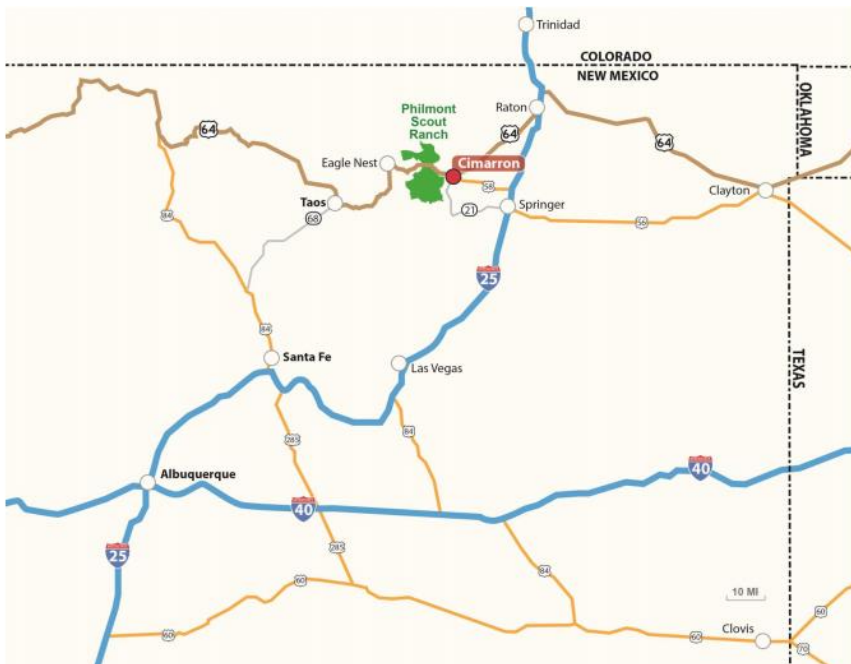 Trinidad
COLORADO
NEW MEXICO
OKLAHOMA
Raton
Philmont
Scout
Ranch
64
64
64
Eagle Nest
Cimarron
58
Clayton
Taos
68
21
Springer
84
56
25
84
Santa Fe
Las Vegas
TEXAS
84
285
Albuquerque
40
40
25
285
84
60
10 MI
60
60
60
Clovis
70